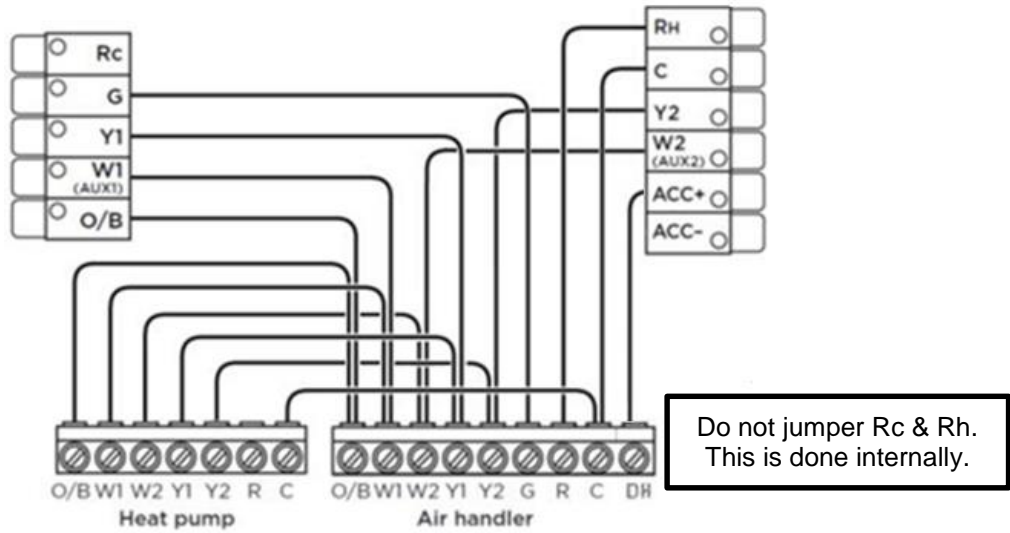 Rc
G
Y1
W1
(AUX1)
O/B
RH
C
Y2
W2
(AUX2)
ACC+
ACC-
Do not jumper Rc & Rh.
This is done internally.
O/B W1 W2 Y1 Y2 R C
Heat pump
O/B W1 W2 Y1 Y2 G R C DH
Air handler